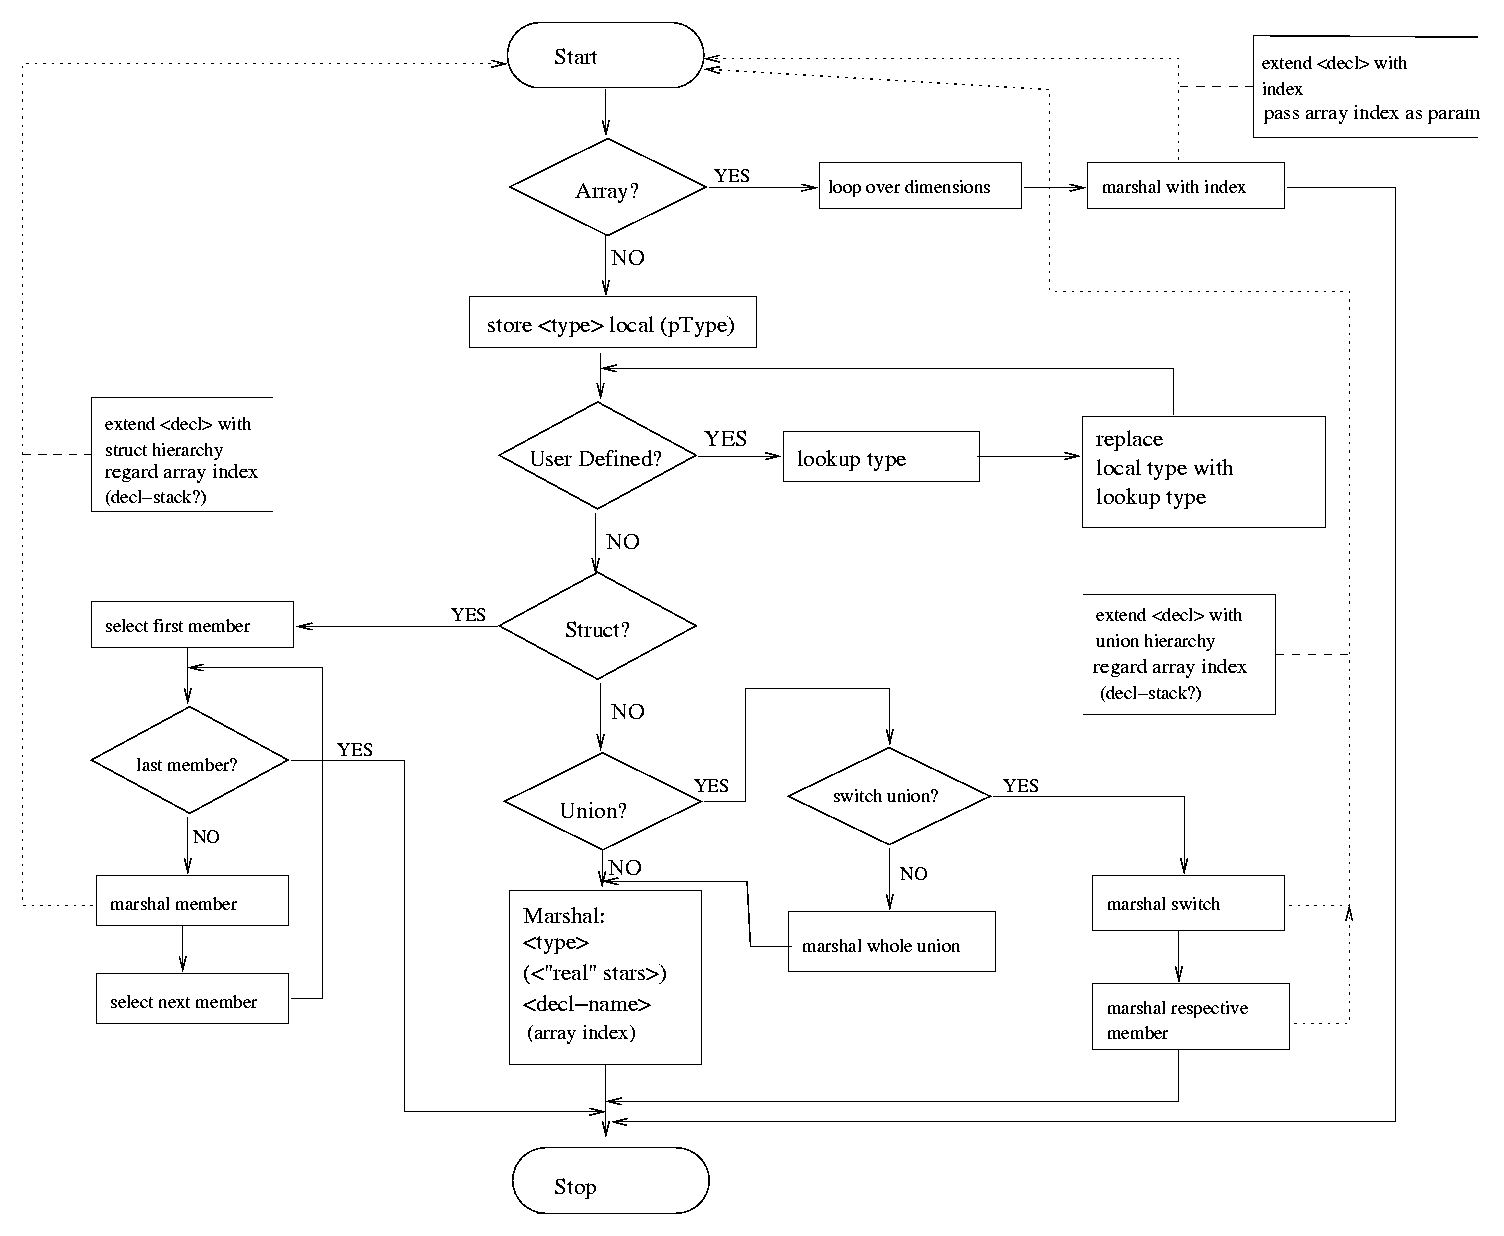 Start
extend <decl> with
index
pass array index as param
Array?
YES
loop over dimensions
marshal with index
NO
store <type> local (pType)
extend <decl> with
struct hierarchy
regard array index
(decl−stack?)
User Defined?
YES
lookup type
replace
local type with
lookup type
NO
select first member
YES
Struct?
extend <decl> with
union hierarchy
regard array index
(decl−stack?)
NO
last member?
YES
Union?
YES
switch union?
YES
NO
NO
NO
marshal member
Marshal:
<type>
(<"real" stars>)
<decl−name>
(array index)
marshal whole union
marshal switch
select next member
marshal respective
member
Stop